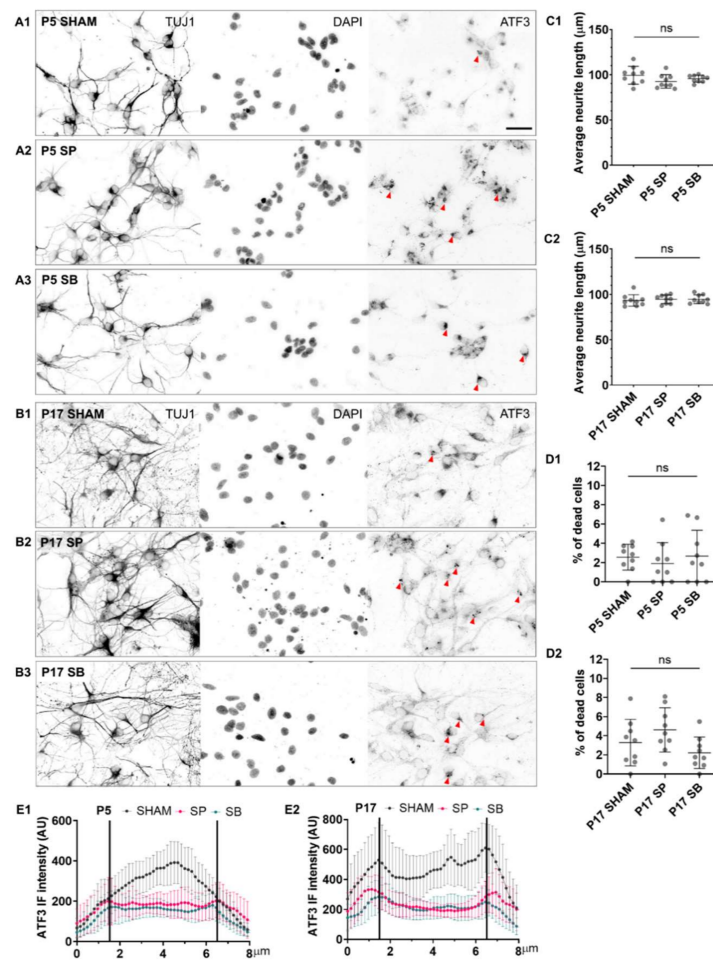 A1 P5 SHAM TUJ1 DAPI ATF3
A2 P5 SP
A3 P5 SB
B1 P17 SHAM TUJ1 DAPI ATF3
B2 P17 SP
B3 P17 SB
C1
Average neurite length (μm)
ns
150
100
50
0
P5 SHAM
P5 SP
P5 SB
C2
Average neurite length (μm)
ns
150
100
50
0
P17 SHAM
P17 SP
P17 SB
D1
% of dead cells
ns
12
10
8
6
4
2
0
P5 SHAM
P5 SP
P5 SB
D2
% of dead cells
ns
12
10
8
6
4
2
0
P17 SHAM
P17 SP
P17 SB
E1 P5 SHAM SP SB
ATF3 IF intensity (AU)
600
400
200
0
0 2 4 6 8 μm
E2 P17 SHAM SP SB
ATF3 IF intensity (AU)
800
600
400
200
0
0 2 4 6 8 μm